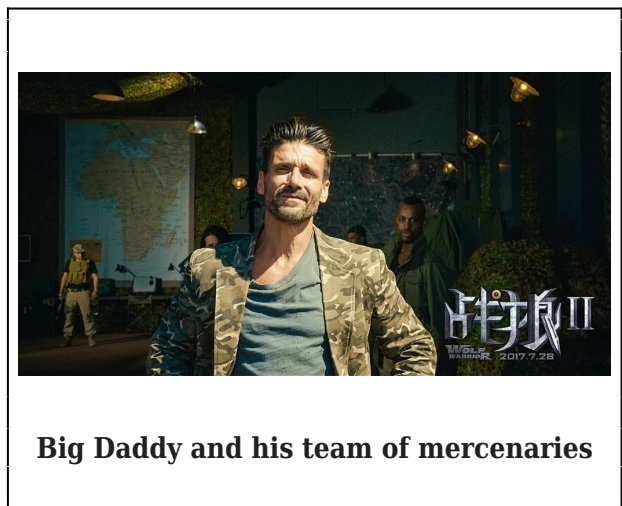 战狼II
WOLF
WARRIOR 2017.7.28
Big Daddy and his team of mercenaries